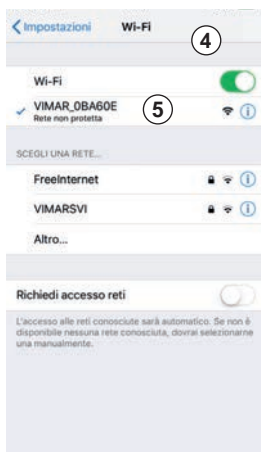 Impostazioni Wi-Fi
4
Wi-Fi
VIMAR_0BA60E
5
Rete non protetta
SCEGLI UNA RETE...
FreeInternet
VIMARSVI
Altro...
Richiedi accesso reti
L'accesso alle reti conosciute sarà automatico. Se non è
disponibile nessuna rete conosciuta, dovrai selezionarne
una manualmente.